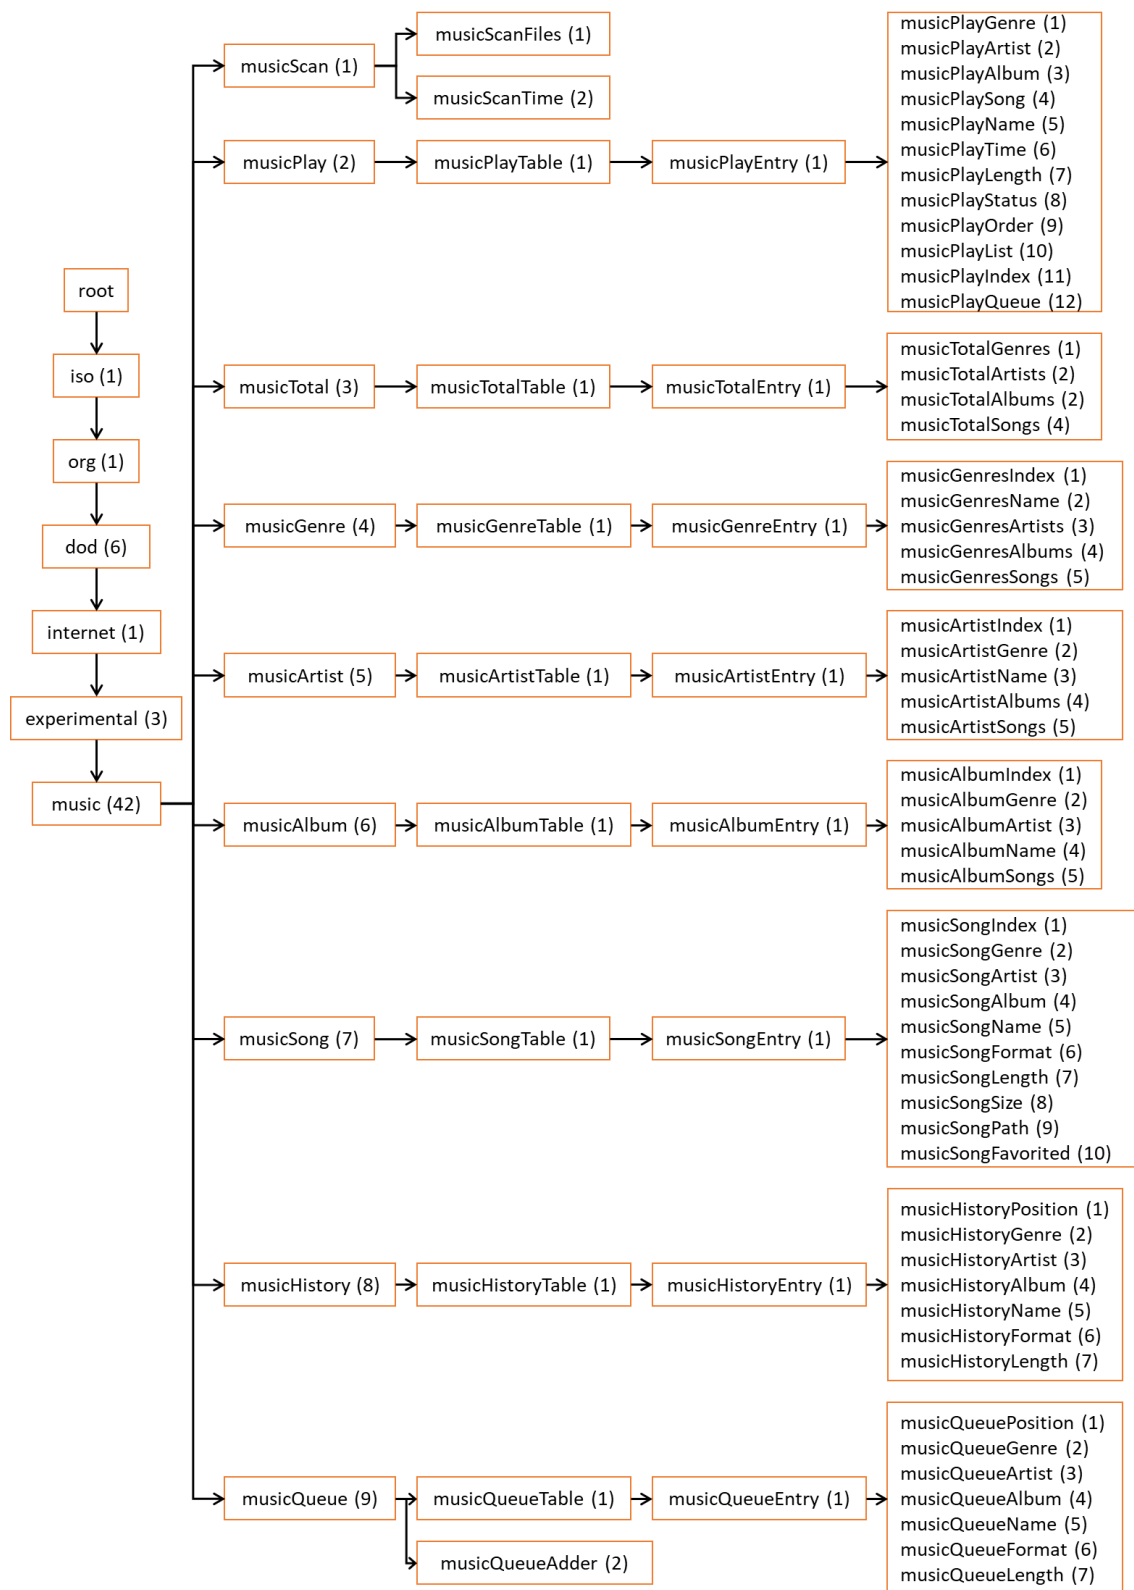 root
iso (1)
org (1)
dod (6)
internet (1)
experimental (3)
music (42)
musicScan (1)
musicScanFiles (1)
musicScanTime (2)
musicPlay (2)
musicPlayTable (1)
musicPlayEntry (1)
musicPlayGenre (1)
musicPlayArtist (2)
musicPlayAlbum (3)
musicPlaySong (4)
musicPlayName (5)
musicPlayTime (6)
musicPlayLength (7)
musicPlayStatus (8)
musicPlayOrder (9)
musicPlayList (10)
musicPlayIndex (11)
musicPlayQueue (12)
musicTotal (3)
musicTotalTable (1)
musicTotalEntry (1)
musicTotalGenres (1)
musicTotalArtists (2)
musicTotalAlbums (2)
musicTotalSongs (4)
musicGenre (4)
musicGenreTable (1)
musicGenreEntry (1)
musicGenresIndex (1)
musicGenresName (2)
musicGenresArtists (3)
musicGenresAlbums (4)
musicGenresSongs (5)
musicArtist (5)
musicArtistTable (1)
musicArtistEntry (1)
musicArtistIndex (1)
musicArtistGenre (2)
musicArtistName (3)
musicArtistAlbums (4)
musicArtistSongs (5)
musicAlbum (6)
musicAlbumTable (1)
musicAlbumEntry (1)
musicAlbumIndex (1)
musicAlbumGenre (2)
musicAlbumArtist (3)
musicAlbumName (4)
musicAlbumSongs (5)
musicSong (7)
musicSongTable (1)
musicSongEntry (1)
musicSongIndex (1)
musicSongGenre (2)
musicSongArtist (3)
musicSongAlbum (4)
musicSongName (5)
musicSongFormat (6)
musicSongLength (7)
musicSongSize (8)
musicSongPath (9)
musicSongFavorited (10)
musicHistory (8)
musicHistoryTable (1)
musicHistoryEntry (1)
musicHistoryPosition (1)
musicHistoryGenre (2)
musicHistoryArtist (3)
musicHistoryAlbum (4)
musicHistoryName (5)
musicHistoryFormat (6)
musicHistoryLength (7)
musicQueue (9)
musicQueueTable (1)
musicQueueEntry (1)
musicQueuePosition (1)
musicQueueGenre (2)
musicQueueArtist (3)
musicQueueAlbum (4)
musicQueueName (5)
musicQueueFormat (6)
musicQueueLength (7)
musicQueueAdder (2)